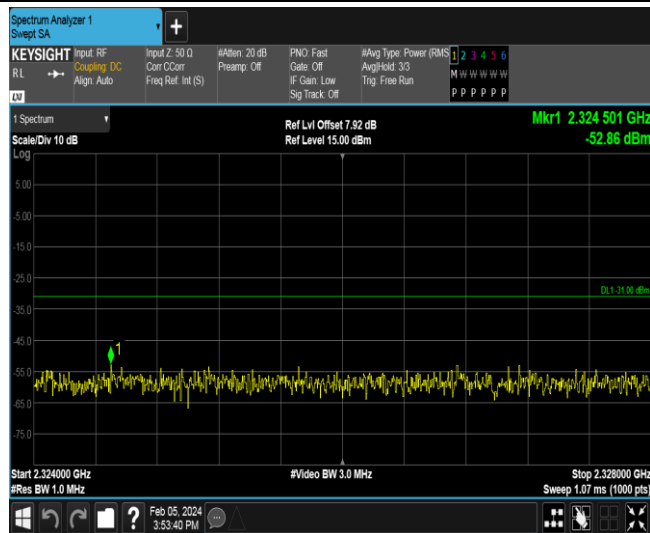 Spectrum Analyzer 1
Swept SA
+
KEYSIGHT
RL
LXI
Input: RF
Coupling: DC
Align: Auto
Input Z: 50 Ω
Corr CCorr
Freq Ref: Int (S)
#Atten: 20 dB
Preamp: Off
PNO: Fast
Gate: Off
IF Gain: Low
Sig Track: Off
#Avg Type: Power (RMS
Avg|Hold: 3/3
Trig: Free Run
1 2 3 4 5 6
M W W W W W
P P P P P P
1 Spectrum
Scale/Div 10 dB
Ref Lvl Offset 7.92 dB
Ref Level 15.00 dBm
Mkr1 2.324 501 GHz
-52.86 dBm
Log
5.00
-5.00
-15.0
-25.0
DL1 -31.00 dBm
-35.0
-45.0
1
-55.0
-65.0
-75.0
Start 2.324000 GHz
#Res BW 1.0 MHz
#Video BW 3.0 MHz
Stop 2.328000 GHz
Sweep 1.07 ms (1000 pts)
?
Feb 05, 2024
3:53:40 PM